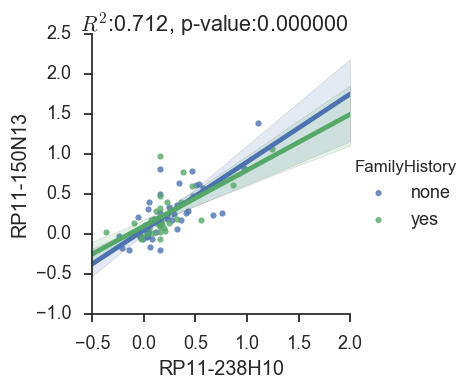 R²:0.712, p-value:0.000000
2.5
2.0
1.5
1.0
0.5
0.0
−0.5
−1.0
RP11-150N13
−0.5 0.0 0.5 1.0 1.5 2.0
RP11-238H10
FamilyHistory
none
yes